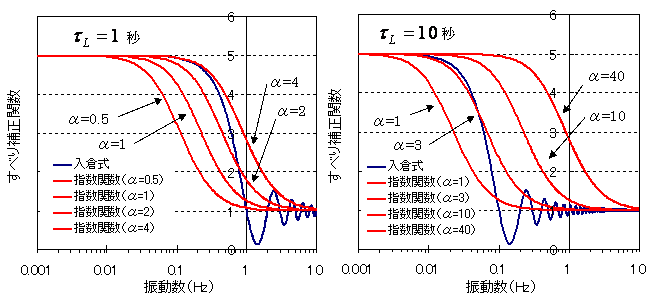 τL＝1 秒
すべり補正関数
6
5
4
3
2
1
0
α=0.5
α=1
α=4
α=2
入倉式
指数関数(α=0.5)
指数関数(α=1)
指数関数(α=2)
指数関数(α=4)
0.001
0.01
0.1
1
10
振動数(Hz)
τL＝10 秒
すべり補正関数
6
5
4
3
2
1
0
α=1
α=3
α=40
α=10
入倉式
指数関数(α=1)
指数関数(α=3)
指数関数(α=10)
指数関数(α=40)
0.001
0.01
0.1
1
10
振動数(Hz)